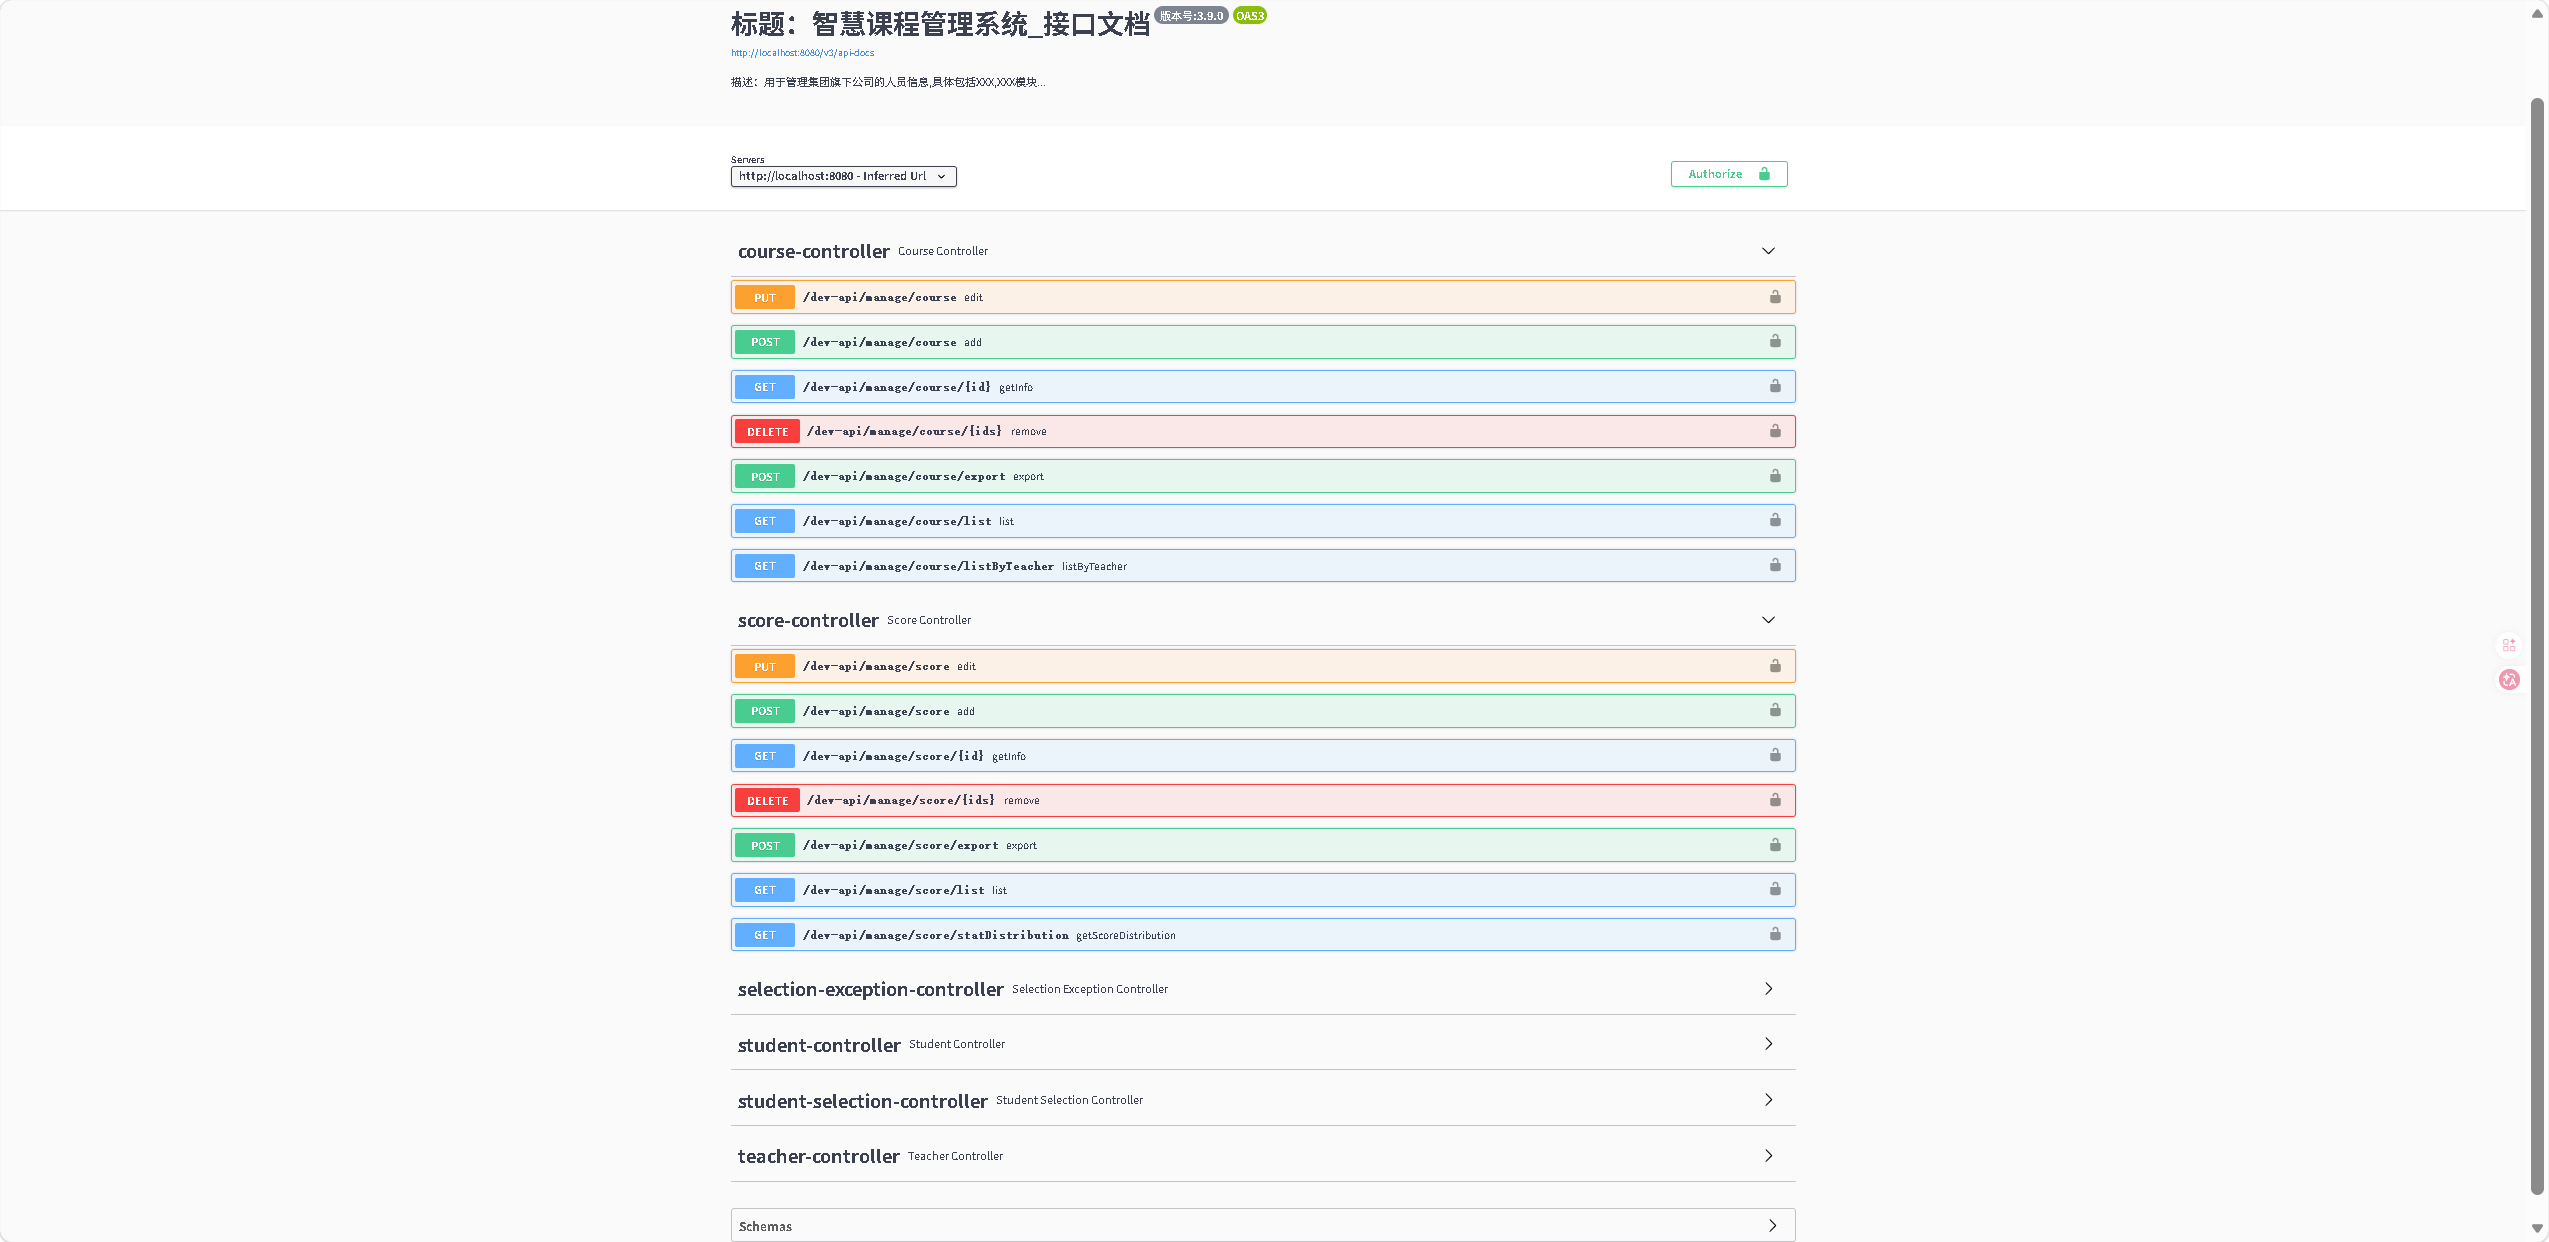 标题：智慧课程管理系统_接口文档 版本号:3.9.0 OAS3
http://localhost:8080/v3/api-docs
描述：用于管理集团旗下公司的人员信息,具体包括XXX,XXX模块...
Servers
http://localhost:8080 - Inferred Url
Authorize
course-controller Course Controller
PUT /dev-api/manage/course edit
POST /dev-api/manage/course add
GET /dev-api/manage/course/{id} getInfo
DELETE /dev-api/manage/course/{ids} remove
POST /dev-api/manage/course/export export
GET /dev-api/manage/course/list list
GET /dev-api/manage/course/listByTeacher listByTeacher
score-controller Score Controller
PUT /dev-api/manage/score edit
POST /dev-api/manage/score add
GET /dev-api/manage/score/{id} getInfo
DELETE /dev-api/manage/score/{ids} remove
POST /dev-api/manage/score/export export
GET /dev-api/manage/score/list list
GET /dev-api/manage/score/statDistribution getScoreDistribution
selection-exception-controller Selection Exception Controller
student-controller Student Controller
student-selection-controller Student Selection Controller
teacher-controller Teacher Controller
Schemas